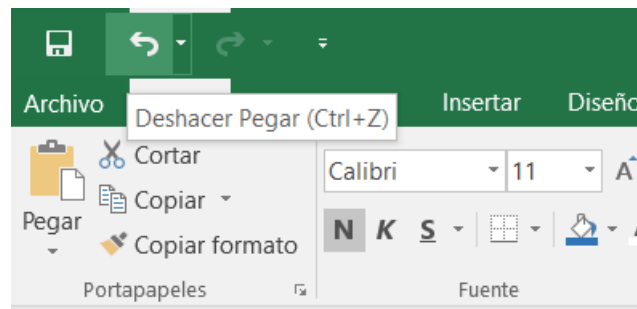 Archivo
Deshacer Pegar (Ctrl+Z)
Insertar
Diseño
Pegar
Cortar
Copiar
Copiar formato
Portapapeles
Calibri
11
A
N K S
Fuente